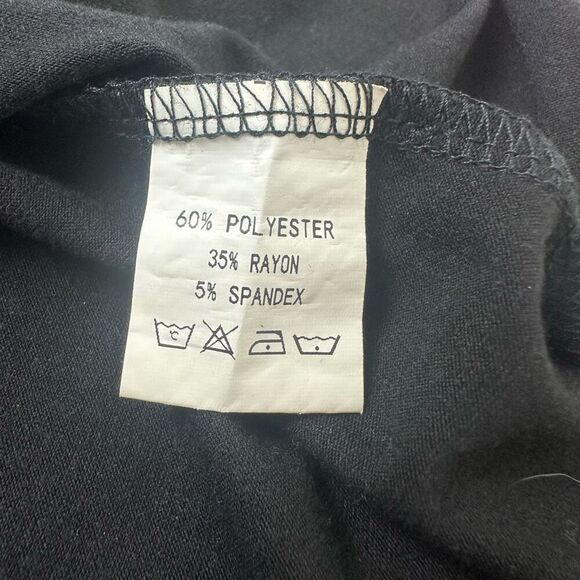 60% POLYESTER
35% RAYON
5% SPANDEX